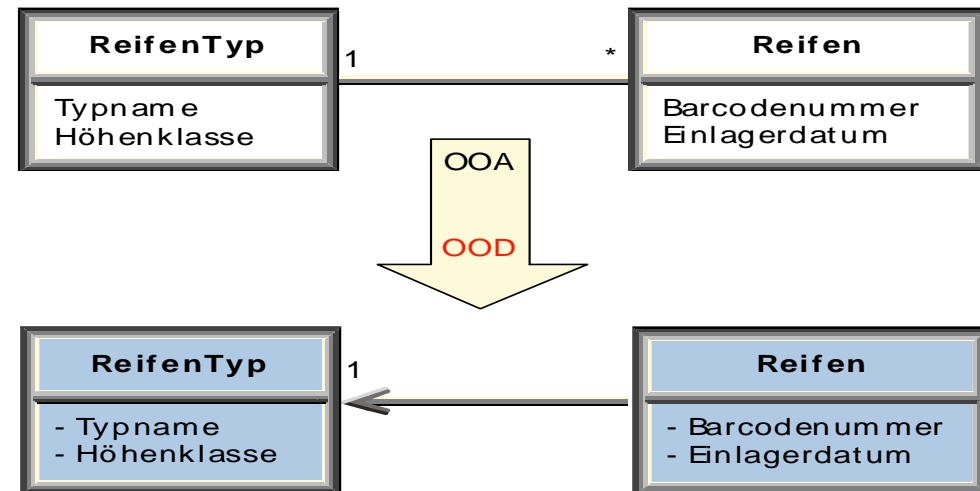 ReifenTyp
Typname
Höhenklasse
1
*
Reifen
Barcodenummer
Einlagerdatum
OOA
OOD
ReifenTyp
- Typname
- Höhenklasse
1
Reifen
- Barcodenummer
- Einlagerdatum